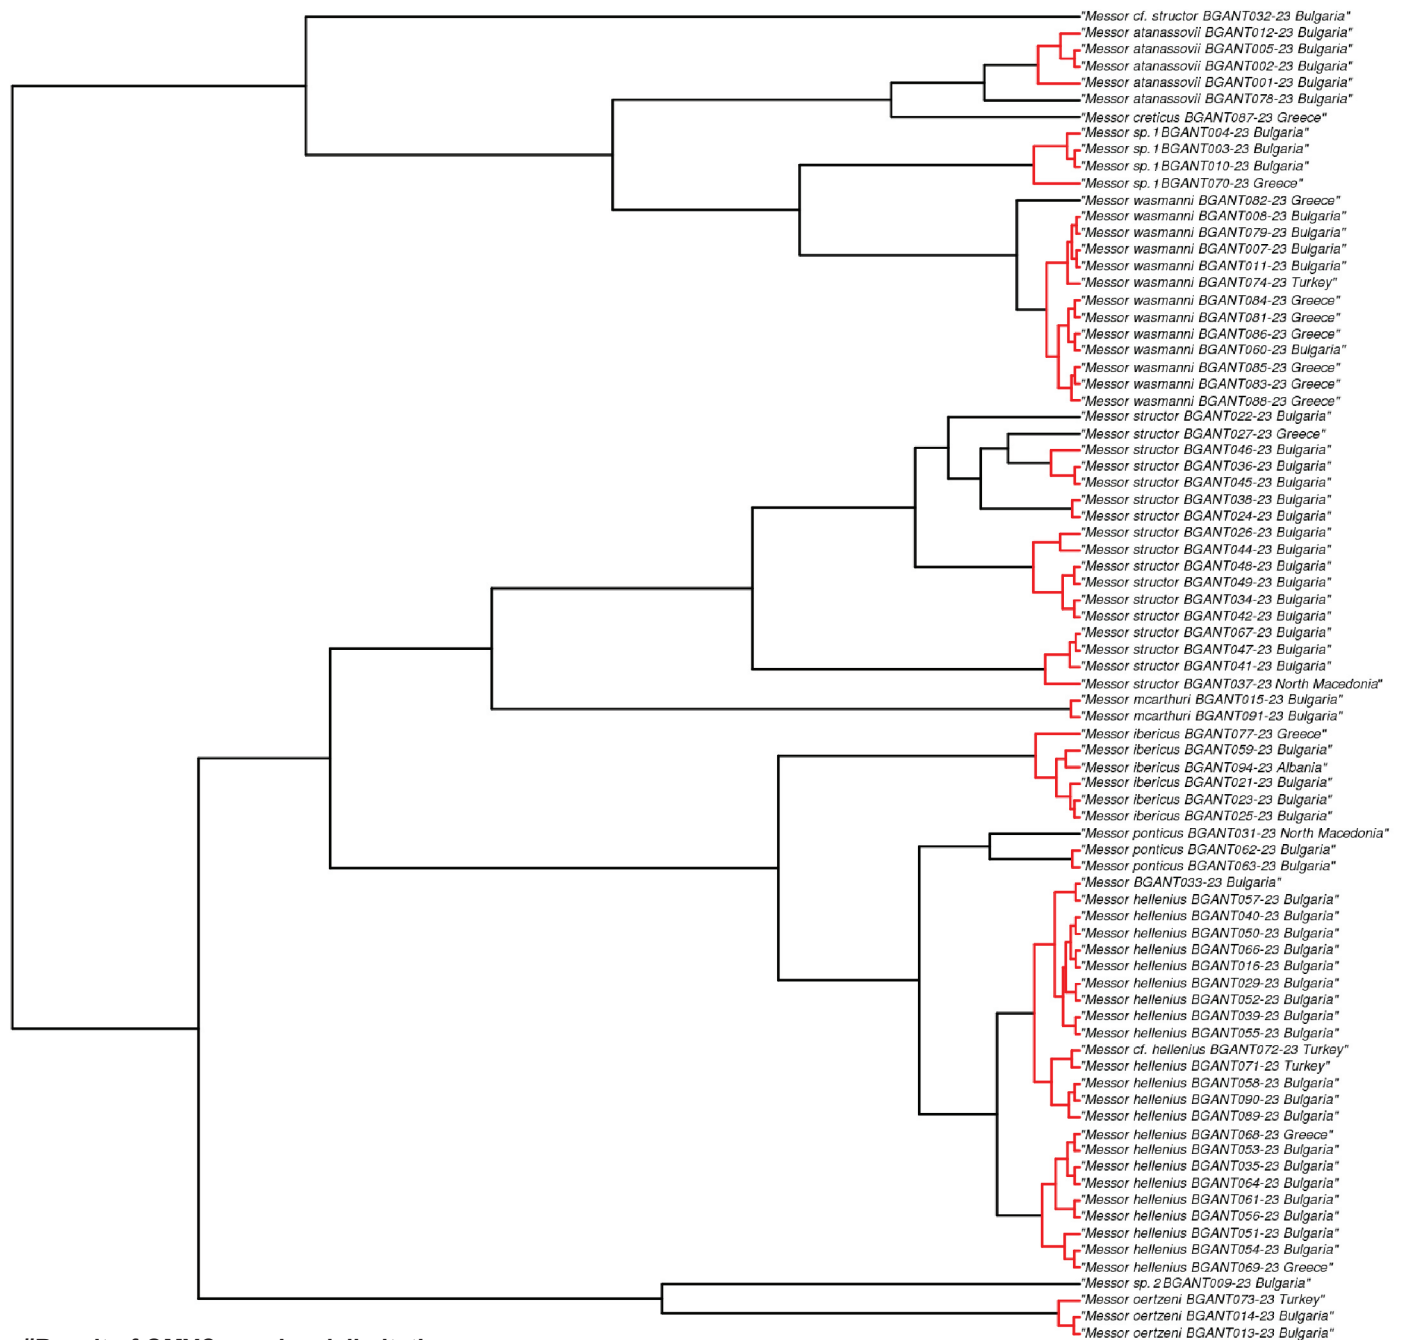 "Messor cf. structor BGANT032-23 Bulgaria"
"Messor atanassovii BGANT012-23 Bulgaria"
"Messor atanassovii BGANT005-23 Bulgaria"
"Messor atanassovii BGANT002-23 Bulgaria"
"Messor atanassovii BGANT001-23 Bulgaria"
"Messor atanassovii BGANT078-23 Bulgaria"
"Messor creticus BGANT087-23 Greece"
"Messor sp. 1 BGANT004-23 Bulgaria"
"Messor sp. 1 BGANT003-23 Bulgaria"
"Messor sp. 1 BGANT010-23 Bulgaria"
"Messor sp. 1 BGANT070-23 Greece"
"Messor wasmanni BGANT082-23 Greece"
"Messor wasmanni BGANT008-23 Bulgaria"
"Messor wasmanni BGANT079-23 Bulgaria"
"Messor wasmanni BGANT007-23 Bulgaria"
"Messor wasmanni BGANT011-23 Bulgaria"
"Messor wasmanni BGANT074-23 Turkey"
"Messor wasmanni BGANT084-23 Greece"
"Messor wasmanni BGANT081-23 Greece"
"Messor wasmanni BGANT086-23 Greece"
"Messor wasmanni BGANT060-23 Bulgaria"
"Messor wasmanni BGANT085-23 Greece"
"Messor wasmanni BGANT083-23 Greece"
"Messor wasmanni BGANT088-23 Greece"
"Messor structor BGANT022-23 Bulgaria"
"Messor structor BGANT027-23 Greece"
"Messor structor BGANT046-23 Bulgaria"
"Messor structor BGANT036-23 Bulgaria"
"Messor structor BGANT045-23 Bulgaria"
"Messor structor BGANT038-23 Bulgaria"
"Messor structor BGANT024-23 Bulgaria"
"Messor structor BGANT026-23 Bulgaria"
"Messor structor BGANT044-23 Bulgaria"
"Messor structor BGANT048-23 Bulgaria"
"Messor structor BGANT049-23 Bulgaria"
"Messor structor BGANT034-23 Bulgaria"
"Messor structor BGANT042-23 Bulgaria"
"Messor structor BGANT067-23 Bulgaria"
"Messor structor BGANT047-23 Bulgaria"
"Messor structor BGANT041-23 Bulgaria"
"Messor structor BGANT037-23 North Macedonia"
"Messor mcarthuri BGANT015-23 Bulgaria"
"Messor mcarthuri BGANT091-23 Bulgaria"
"Messor ibericus BGANT077-23 Greece"
"Messor ibericus BGANT059-23 Bulgaria"
"Messor ibericus BGANT094-23 Albania"
"Messor ibericus BGANT021-23 Bulgaria"
"Messor ibericus BGANT023-23 Bulgaria"
"Messor ibericus BGANT025-23 Bulgaria"
"Messor ponticus BGANT031-23 North Macedonia"
"Messor ponticus BGANT062-23 Bulgaria"
"Messor ponticus BGANT063-23 Bulgaria"
"Messor BGANT033-23 Bulgaria"
"Messor hellenius BGANT057-23 Bulgaria"
"Messor hellenius BGANT040-23 Bulgaria"
"Messor hellenius BGANT050-23 Bulgaria"
"Messor hellenius BGANT066-23 Bulgaria"
"Messor hellenius BGANT016-23 Bulgaria"
"Messor hellenius BGANT029-23 Bulgaria"
"Messor hellenius BGANT052-23 Bulgaria"
"Messor hellenius BGANT039-23 Bulgaria"
"Messor hellenius BGANT055-23 Bulgaria"
"Messor cf. hellenius BGANT072-23 Turkey"
"Messor hellenius BGANT071-23 Turkey"
"Messor hellenius BGANT058-23 Bulgaria"
"Messor hellenius BGANT090-23 Bulgaria"
"Messor hellenius BGANT089-23 Bulgaria"
"Messor hellenius BGANT068-23 Greece"
"Messor hellenius BGANT053-23 Bulgaria"
"Messor hellenius BGANT035-23 Bulgaria"
"Messor hellenius BGANT064-23 Bulgaria"
"Messor hellenius BGANT061-23 Bulgaria"
"Messor hellenius BGANT056-23 Bulgaria"
"Messor hellenius BGANT051-23 Bulgaria"
"Messor hellenius BGANT054-23 Bulgaria"
"Messor hellenius BGANT069-23 Greece"
"Messor sp. 2 BGANT009-23 Bulgaria"
"Messor oertzeni BGANT073-23 Turkey"
"Messor oertzeni BGANT014-23 Bulgaria"
"Messor oertzeni BGANT013-23 Bulgaria"